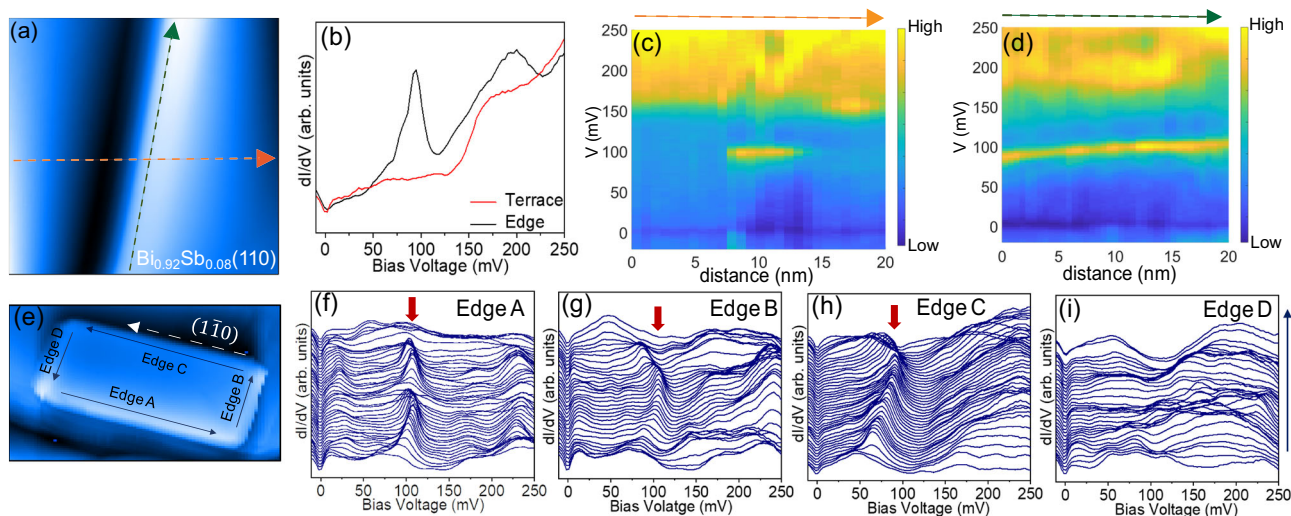 (a)
Bi0.92Sb0.08(110)
(b)
dI/dV (arb. units)
Terrace
Edge
0 50 100 150 200 250
Bias Voltage (mV)
(c)
V (mV)
250
200
150
100
50
0
0 5 10 15 20
distance (nm)
High
Low
(d)
V (mV)
250
200
150
100
50
0
0 5 10 15 20
distance (nm)
High
Low
(e)
(11̄0)
Edge D
Edge C
Edge B
Edge A
(f)
Edge A
dI/dV (arb. units)
0 50 100 150 200 250
Bias Voltage (mV)
(g)
Edge B
dI/dV (arb. units)
0 50 100 150 200 250
Bias Volatge (mV)
(h)
Edge C
dI/dV (arb. units)
0 50 100 150 200 250
Bias Voltage (mV)
(i)
Edge D
dI/dV (arb. units)
0 50 100 150 200 250
Bias Voltage (mV)